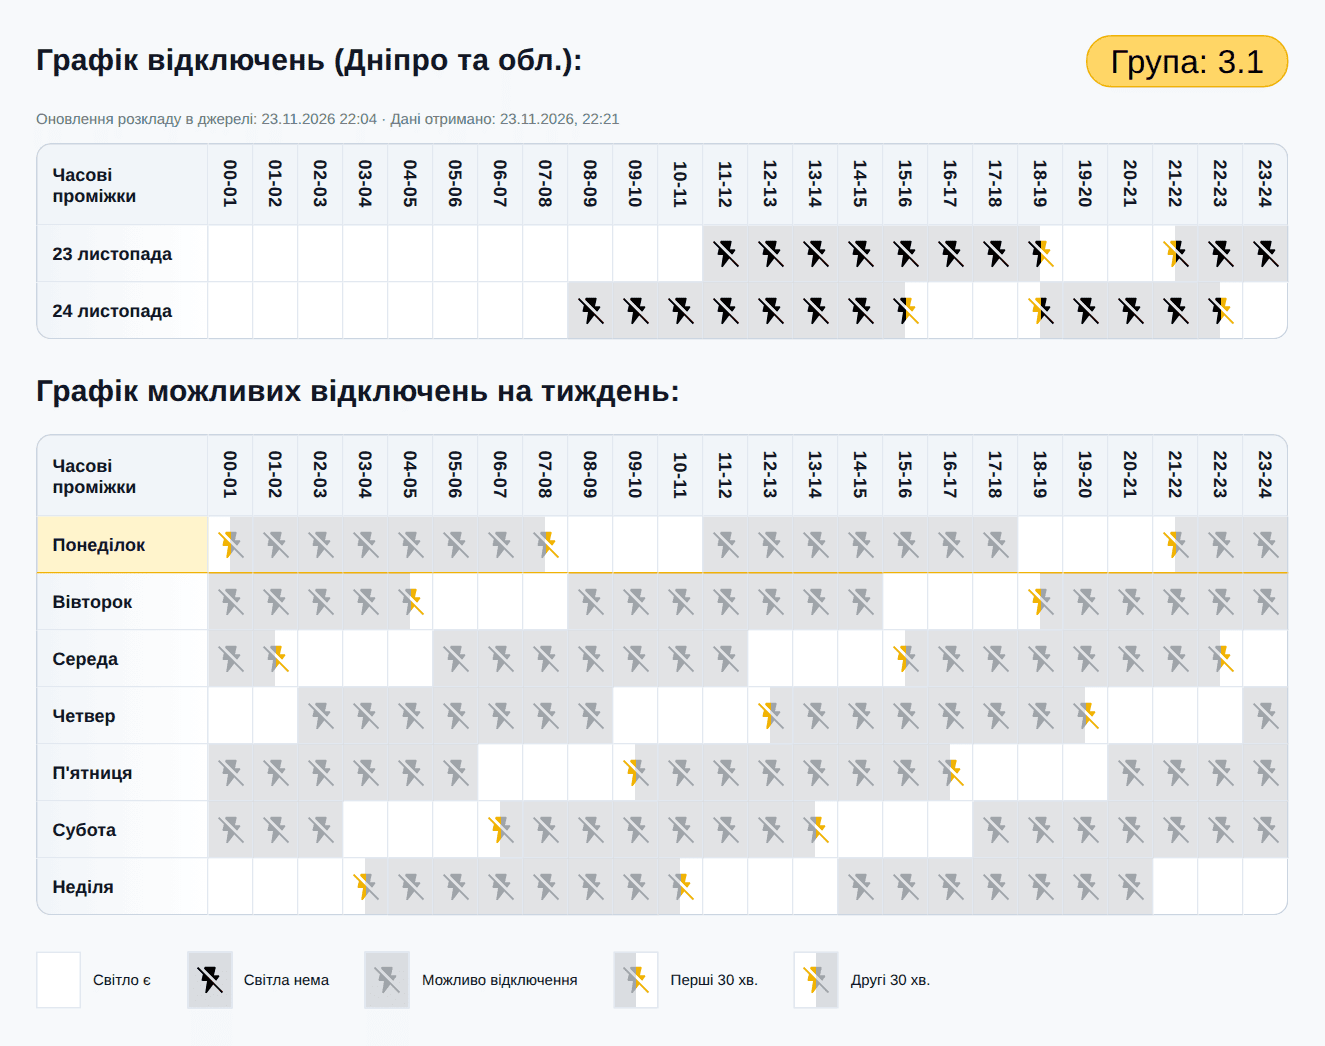 Графік відключень (Дніпро та обл.):
Група: 3.1
Оновлення розкладу в джерелі: 23.11.2026 22:04 · Дані отримано: 23.11.2026, 22:21
Часові проміжки 00-01 01-02 02-03 03-04 04-05 05-06 06-07 07-08 08-09 09-10 10-11 11-12 12-13 13-14 14-15 15-16 16-17 17-18 18-19 19-20 20-21 21-22 22-23 23-24
23 листопада
24 листопада
Графік можливих відключень на тиждень:
Часові проміжки 00-01 01-02 02-03 03-04 04-05 05-06 06-07 07-08 08-09 09-10 10-11 11-12 12-13 13-14 14-15 15-16 16-17 17-18 18-19 19-20 20-21 21-22 22-23 23-24
Понеділок
Вівторок
Середа
Четвер
П'ятниця
Субота
Неділя
Світло є Світла нема Можливо відключення Перші 30 хв. Другі 30 хв.